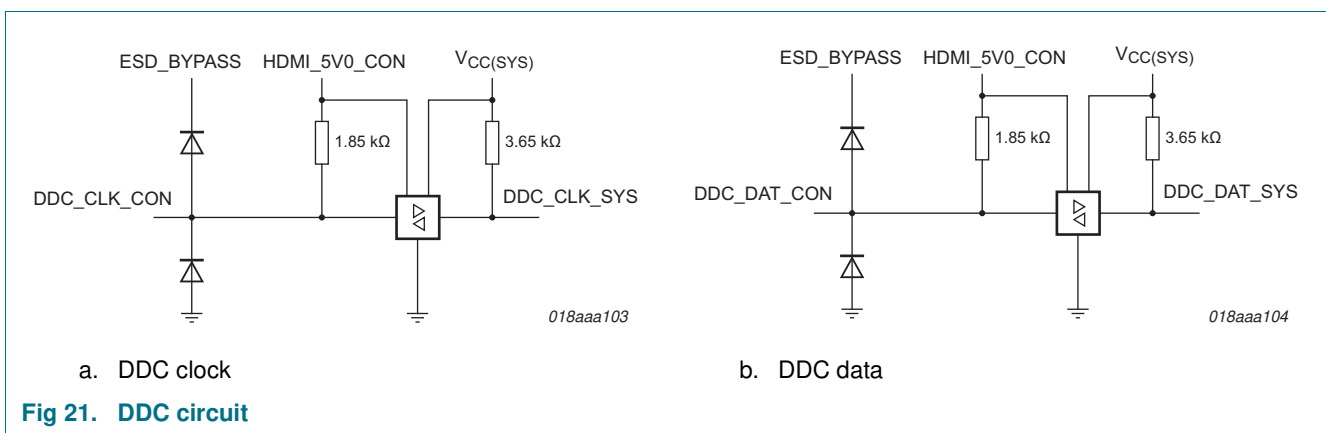 ESD_BYPASS HDMI_5V0_CON VCC(SYS)
1.85 kΩ 3.65 kΩ
DDC_CLK_CON DDC_CLK_SYS
018aaa103
a. DDC clock
ESD_BYPASS HDMI_5V0_CON VCC(SYS)
1.85 kΩ 3.65 kΩ
DDC_DAT_CON DDC_DAT_SYS
018aaa104
b. DDC data
Fig 21. DDC circuit